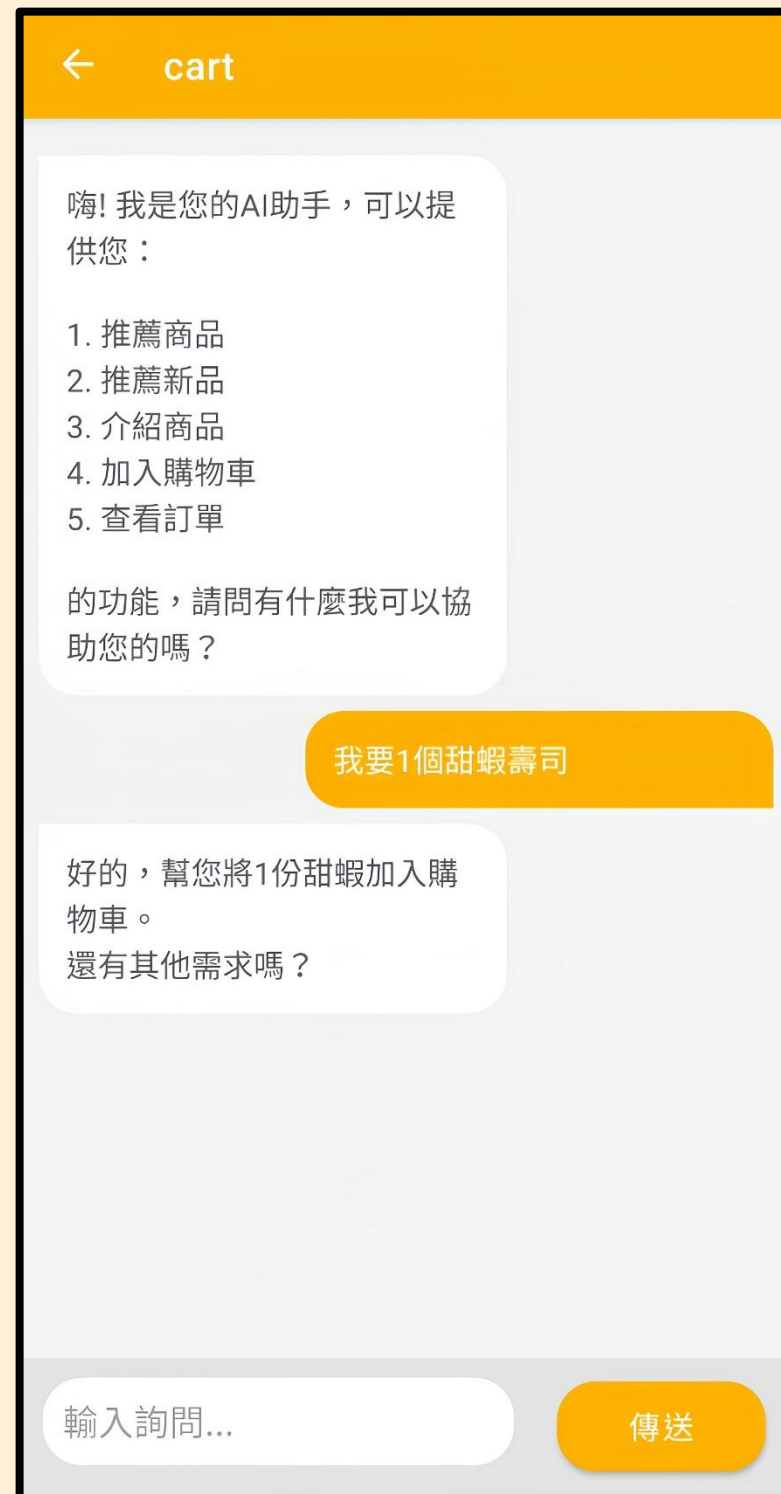 ← cart
嗨! 我是您的AI助手，可以提
供您：
1. 推薦商品
2. 推薦新品
3. 介紹商品
4. 加入購物車
5. 查看訂單
的功能，請問有什麼我可以協
助您的嗎？
我要1個甜蝦壽司
好的，幫您將1份甜蝦加入購
物車。
還有其他需求嗎？
輸入詢問...
傳送